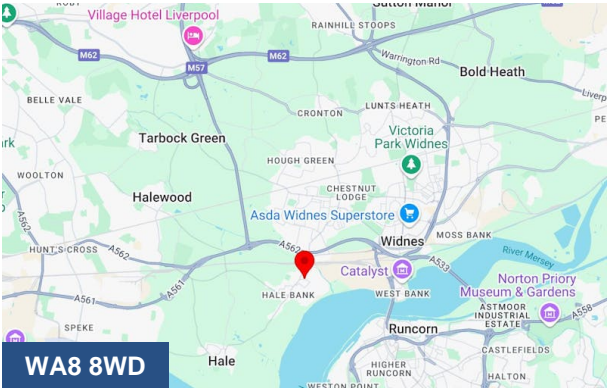 Sutton Manor
Village Hotel Liverpool
RAINHILL STOOPS
M62
M57
M62
Warrington Rd
Bold Heath
BELLE VALE
CRONTON
LUNTS HEATH
Liverp
PE
Tarbock Green
Victoria
Park Widnes
rk
HOUGH GREEN
WOOLTON
CHESTNUT
LODGE
Halewood
A562
Asda Widnes Superstore
MOSS BANK
Widnes
HUNT'S CROSS
A562
A562
River Mersey
Catalyst
A533
Norton Priory
Museum & Gardens
HALE BANK
WEST BANK
A561
A561
ASTMOOR
INDUSTRIAL
ESTATE
A558
SPEKE
Runcorn
CASTLEFIELDS
WA8 8WD
Hale
HIGHER
RUNCORN
HALTON
WESTON POINT